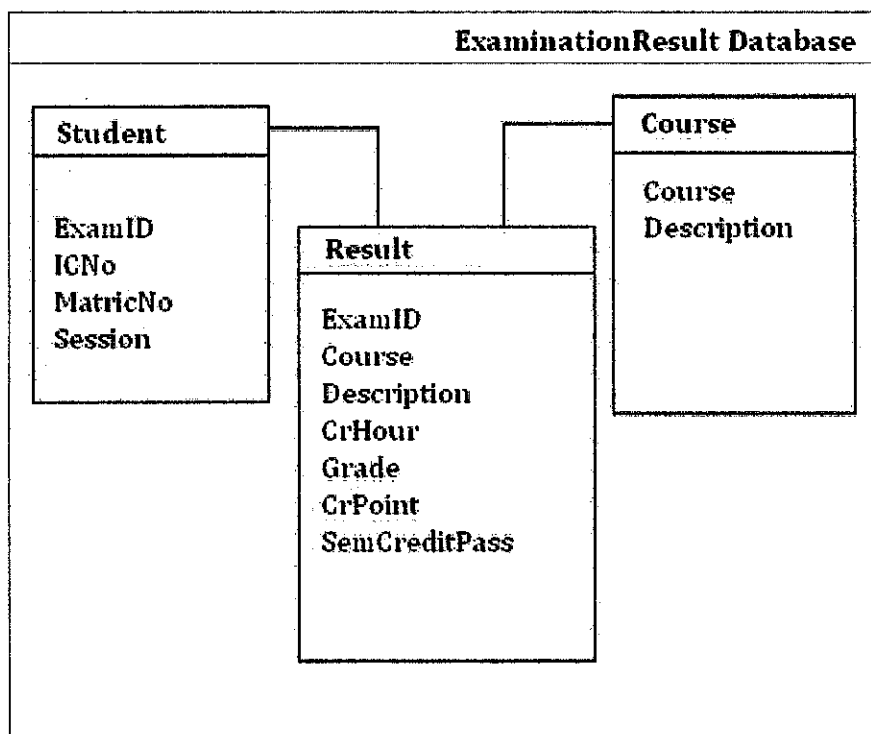 ExaminationResult Database
Student
ExamID
ICNo
MatricNo
Session
Result
ExamID
Course
Description
CrHour
Grade
CrPoint
SemCreditPass
Course
Course
Description